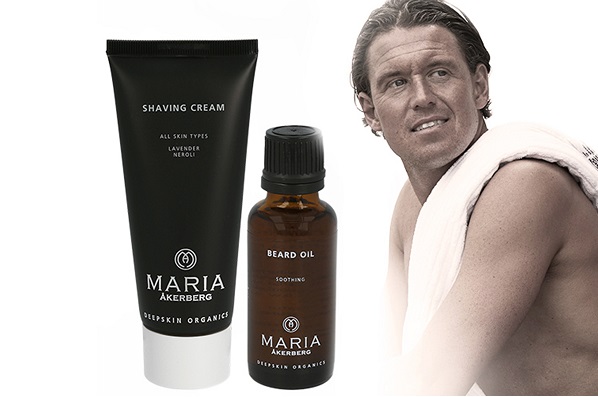 SHAVING CREAM
ALL SKIN TYPES
LAVENDER
NEROLI
MARIA
ÅKERBERG
DEEPSKIN ORGANICS
BEARD OIL
SOOTHING
MARIA
ÅKERBERG
DEEPSKIN ORGANICS